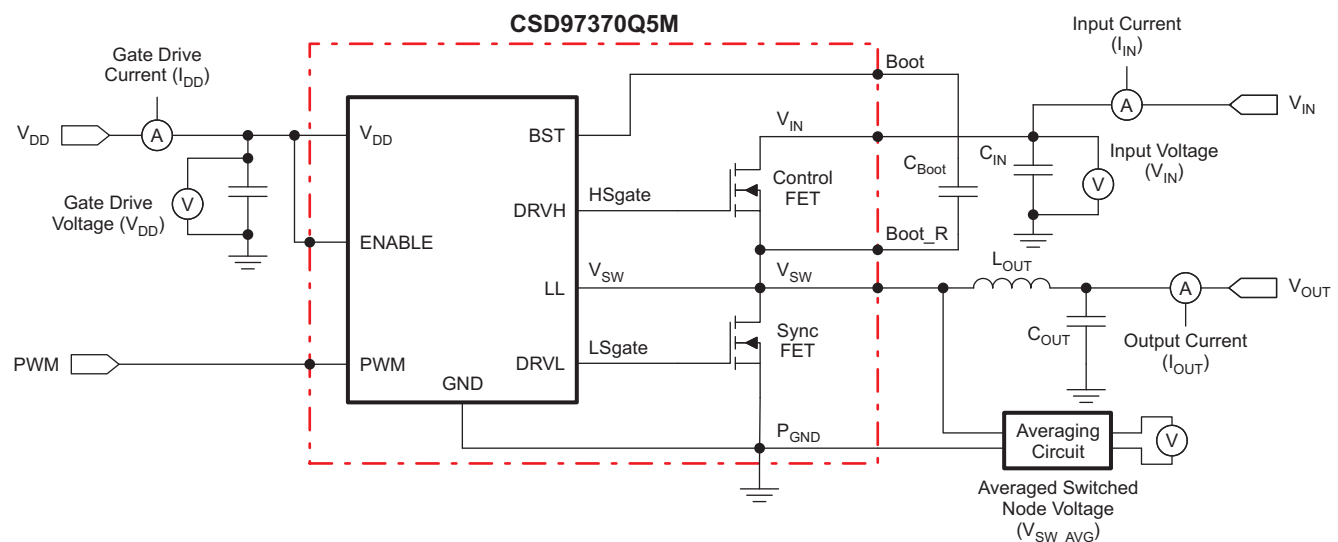 CSD97370Q5M
Input Current
(I_IN)
Gate Drive
Current (I_DD)
Boot
A
V_IN
V_DD
A
V_DD
BST
V_IN
C_Boot
C_IN
Input Voltage
(V_IN)
V
Gate Drive
Voltage (V_DD)
V
HSgate
Control
FET
DRVH
ENABLE
Boot_R
V_SW
V_SW
L_OUT
LL
A
V_OUT
C_OUT
Output Current
(I_OUT)
Sync
FET
LSgate
DRVL
PWM
PWM
GND
P_GND
Averaging
Circuit
V
Averaged Switched
Node Voltage
(V_SW_AVG)